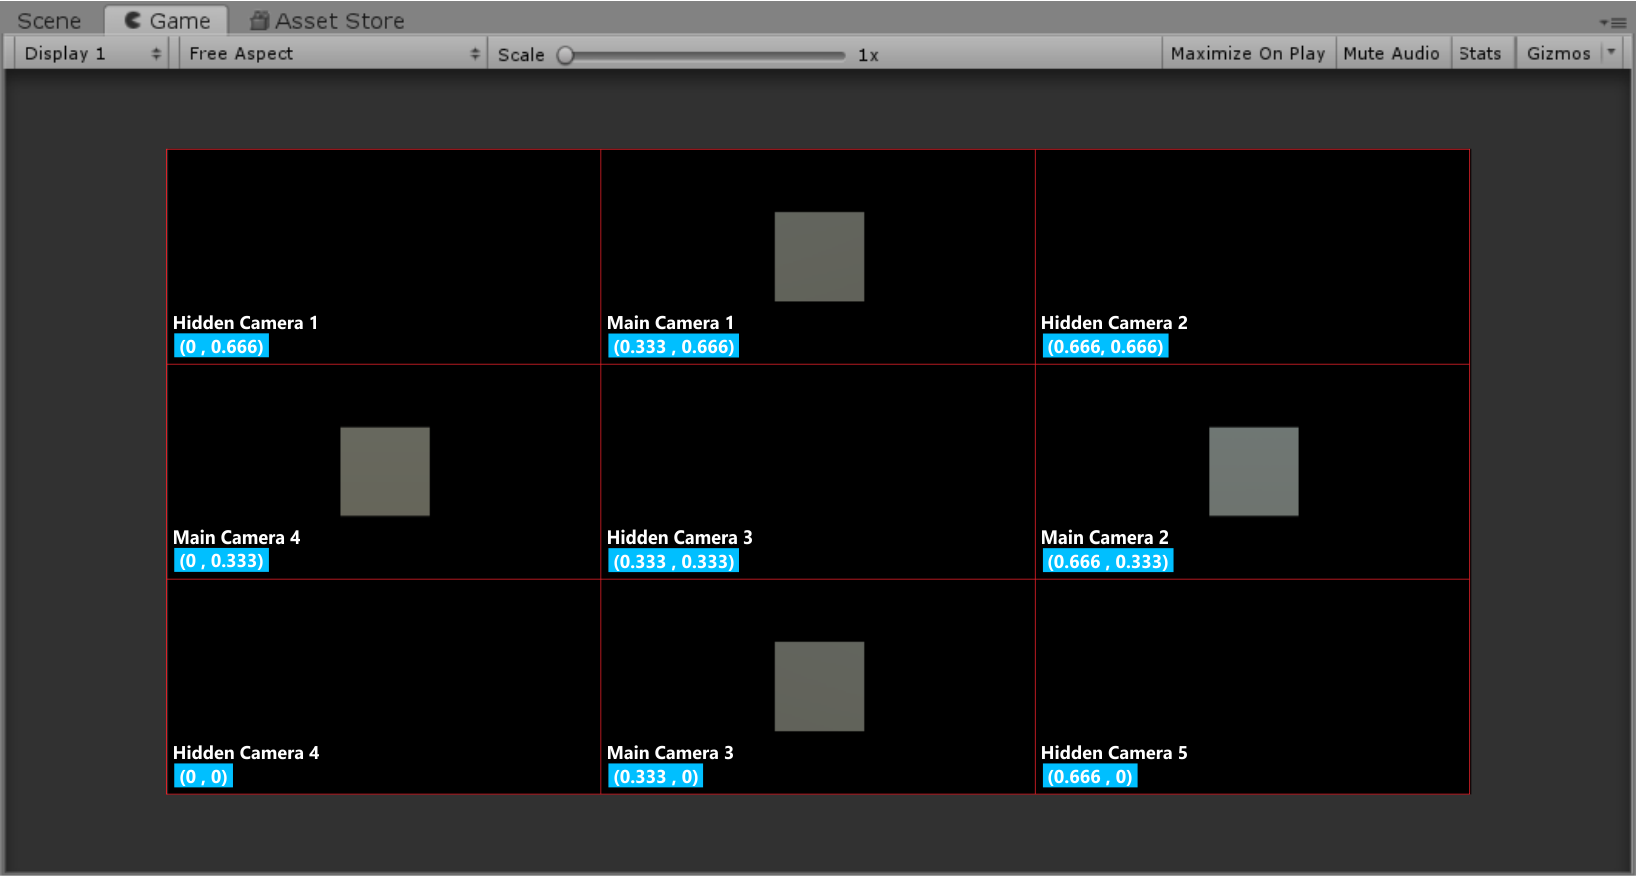 Scene Game Asset Store
Display 1 Free Aspect Scale 1x Maximize On Play Mute Audio Stats Gizmos
Hidden Camera 1
(0 , 0.666)
Main Camera 1
(0.333 , 0.666)
Hidden Camera 2
(0.666, 0.666)
Main Camera 4
(0 , 0.333)
Hidden Camera 3
(0.333 , 0.333)
Main Camera 2
(0.666 , 0.333)
Hidden Camera 4
(0 , 0)
Main Camera 3
(0.333 , 0)
Hidden Camera 5
(0.666 , 0)